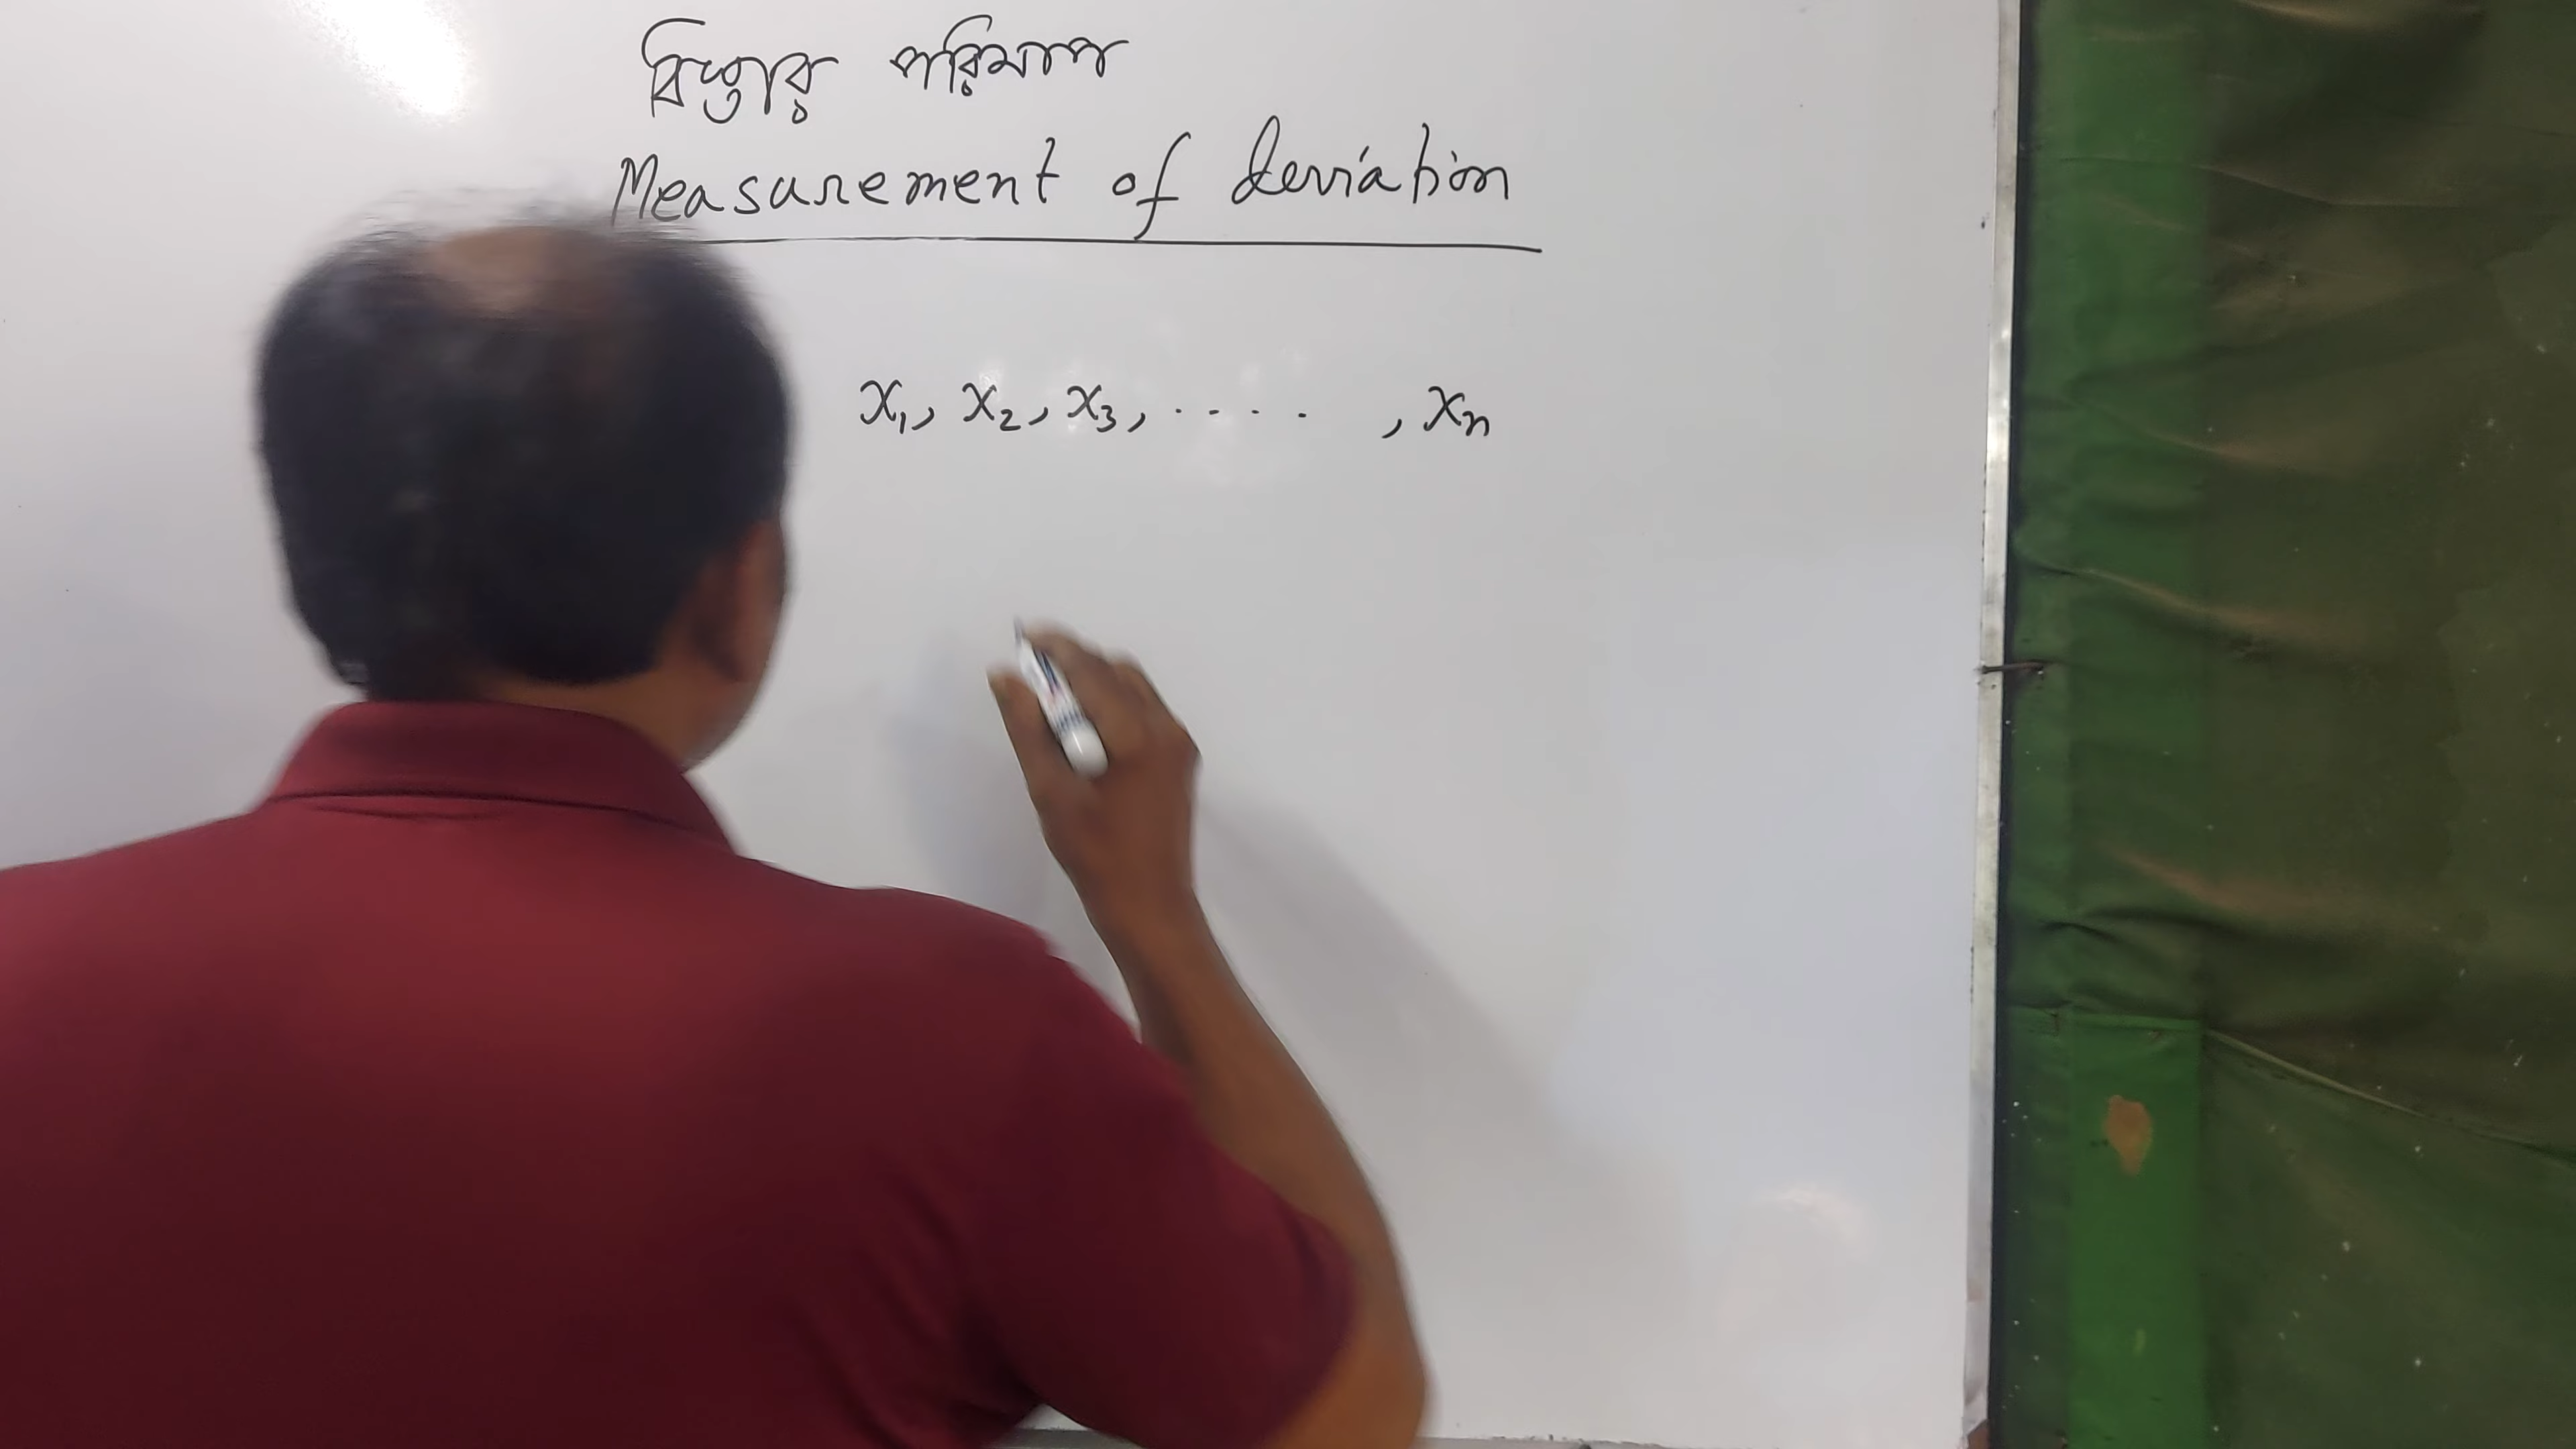 বিস্তার পরিমাপ
Measurement of deviation
x₁, x₂, x₃, . . . . , xₙ